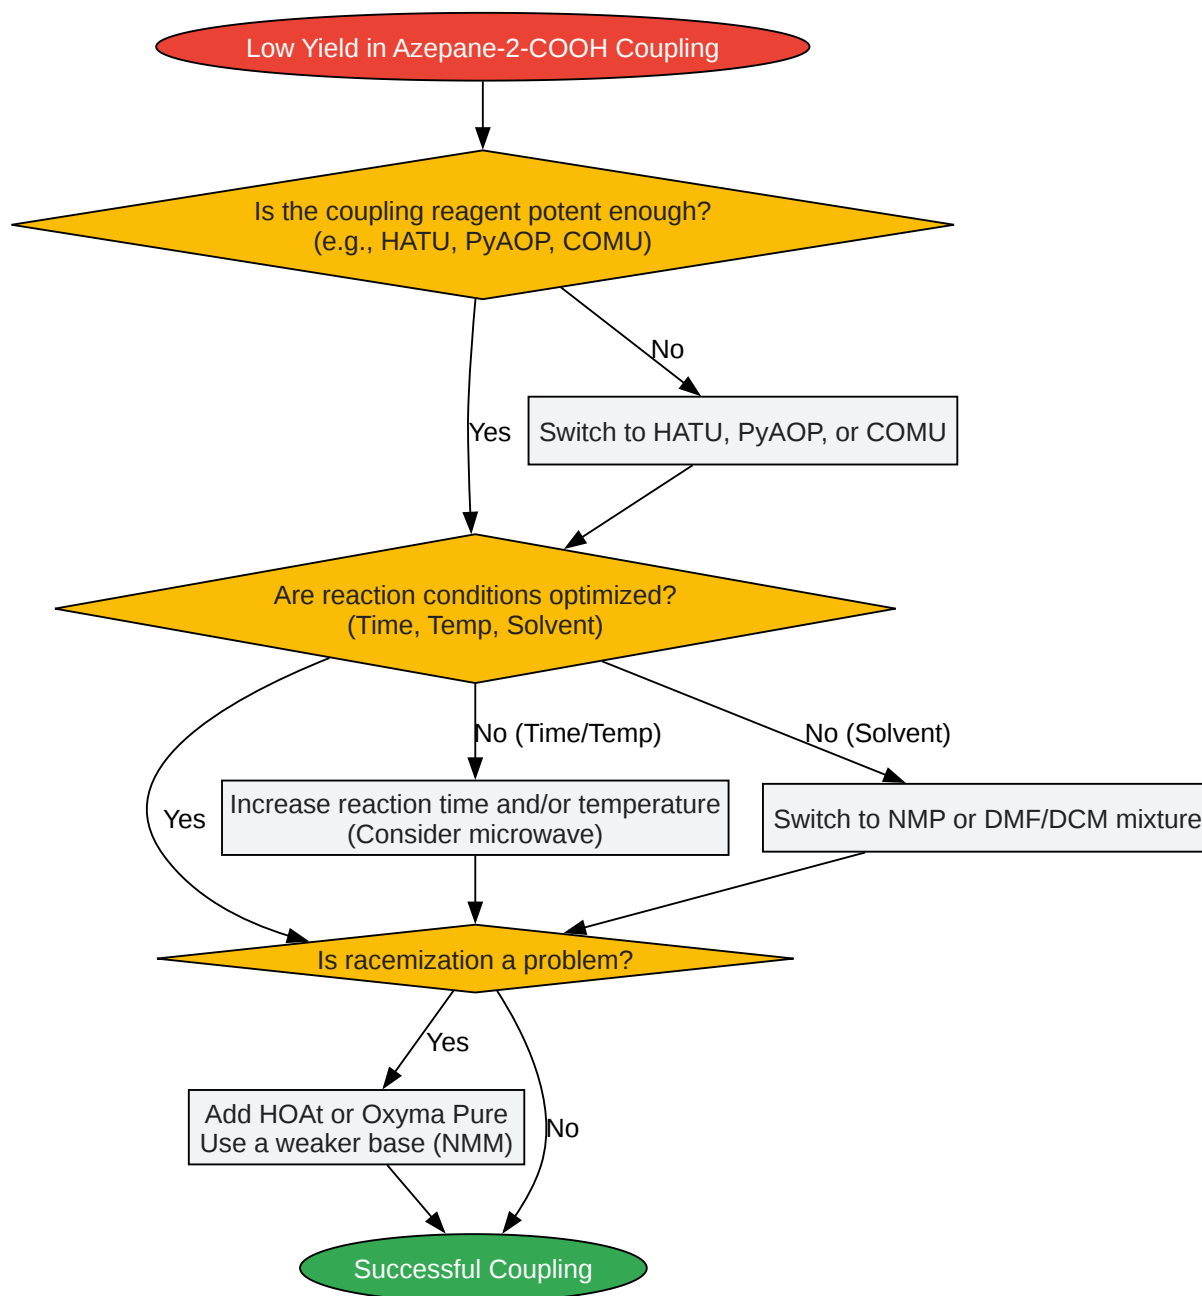 Low Yield in Azepane-2-COOH Coupling
Is the coupling reagent potent enough?
(e.g., HATU, PyAOP, COMU)
No
Yes
Switch to HATU, PyAOP, or COMU
Are reaction conditions optimized?
(Time, Temp, Solvent)
No (Time/Temp)
No (Solvent)
Yes
Increase reaction time and/or temperature
(Consider microwave)
Switch to NMP or DMF/DCM mixture
Is racemization a problem?
Yes
Add HOAt or Oxyma Pure
Use a weaker base (NMM)
No
Successful Coupling